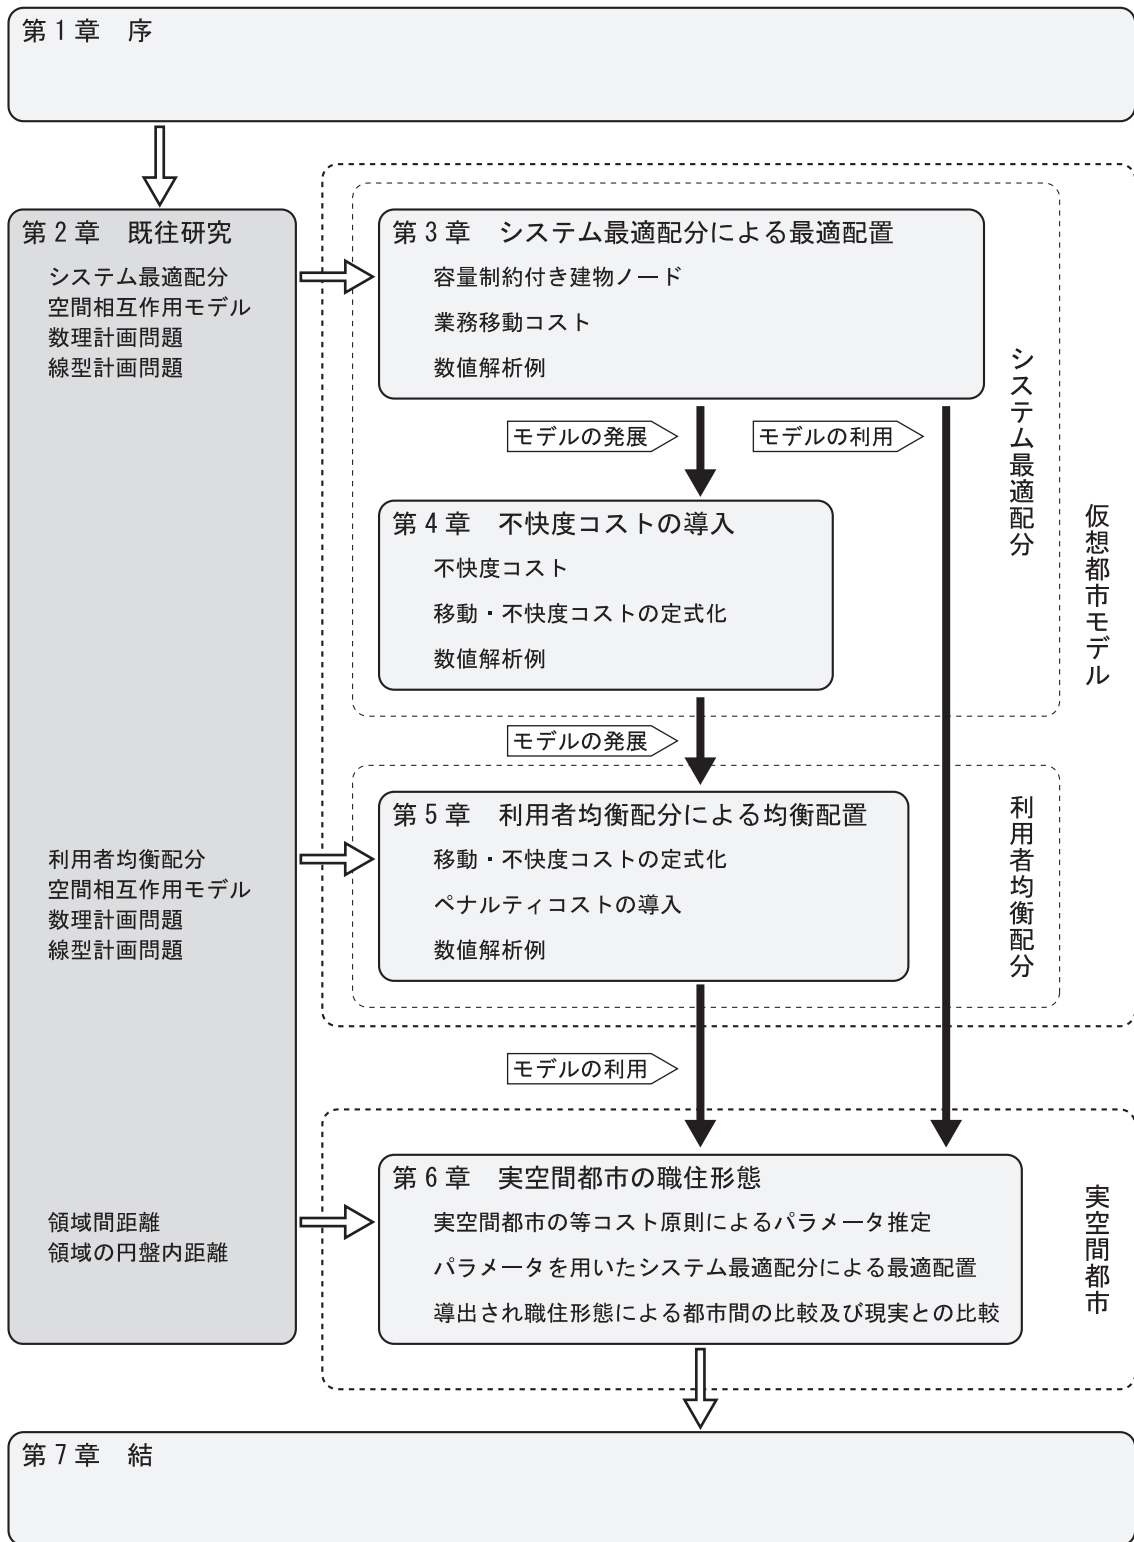 第1章 序
第2章 既往研究
システム最適配分
空間相互作用モデル
数理計画問題
線型計画問題
利用者均衡配分
空間相互作用モデル
数理計画問題
線型計画問題
領域間距離
領域の円盤内距離
第3章 システム最適配分による最適配置
容量制約付き建物ノード
業務移動コスト
数値解析例
モデルの発展
モデルの利用
第4章 不快度コストの導入
不快度コスト
移動・不快度コストの定式化
数値解析例
システム最適配分
仮想都市モデル
モデルの発展
第5章 利用者均衡配分による均衡配置
移動・不快度コストの定式化
ペナルティコストの導入
数値解析例
利用者均衡配分
モデルの利用
第6章 実空間都市の職住形態
実空間都市の等コスト原則によるパラメータ推定
パラメータを用いたシステム最適配分による最適配置
導出され職住形態による都市間の比較及び現実との比較
実空間都市
第7章 結